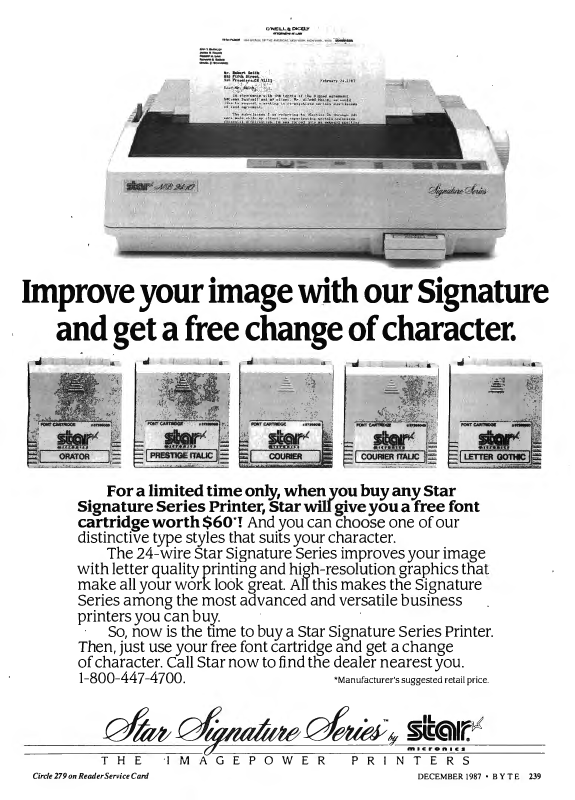 O'NEILL & DICELY
ATTORNEYS AT LAW
Mr. Robert Smith
February 24, 1987
star NB 24-10
Signature Series
Improve your image with our Signature
and get a free change of character.
FONT CARTRIDGE
star
micronics
ORATOR
FONT CARTRIDGE
star
micronics
PRESTIGE ITALIC
FONT CARTRIDGE
star
micronics
COURIER
FONT CARTRIDGE
star
micronics
COURIER ITALIC
FONT CARTRIDGE
star
micronics
LETTER GOTHIC
For a limited time only, when you buy any Star
Signature Series Printer, Star will give you a free font
cartridge worth $60*! And you can choose one of our
distinctive type styles that suits your character.
The 24-wire Star Signature Series improves your image
with letter quality printing and high-resolution graphics that
make all your work look great. All this makes the Signature
Series among the most advanced and versatile business
printers you can buy.
So, now is the time to buy a Star Signature Series Printer.
Then, just use your free font cartridge and get a change
of character. Call Star now to find the dealer nearest you.
1-800-447-4700.
*Manufacturer's suggested retail price.
Star Signature Series™ by star
micronics
THE IMAGEPOWER PRINTERS
Circle 279 on Reader Service Card
DECEMBER 1987 • BYTE 239